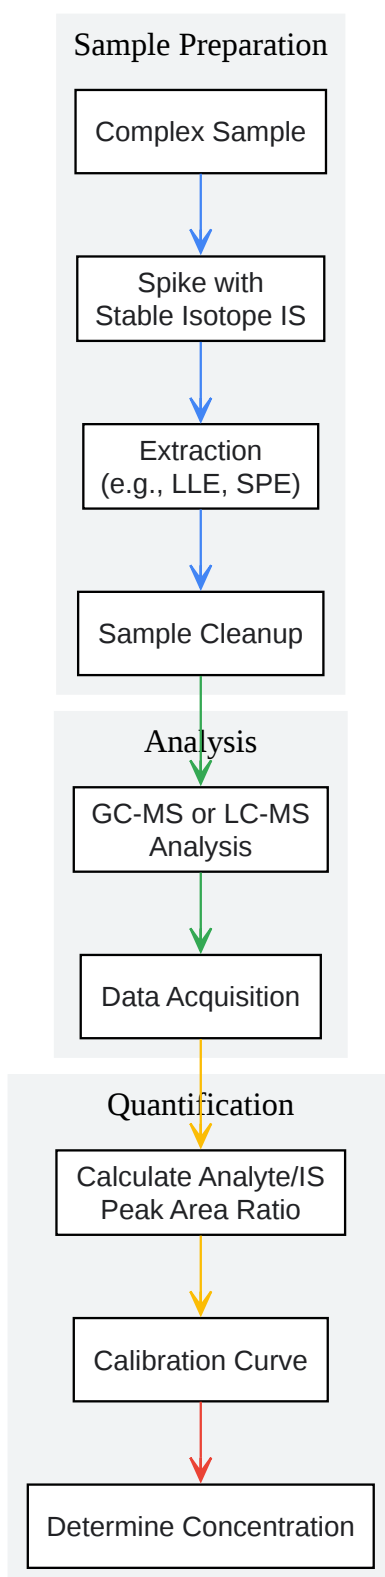 Sample Preparation
Complex Sample
Spike with
Stable Isotope IS
Extraction
(e.g., LLE, SPE)
Sample Cleanup
Analysis
GC-MS or LC-MS
Analysis
Data Acquisition
Quantification
Calculate Analyte/IS
Peak Area Ratio
Calibration Curve
Determine Concentration